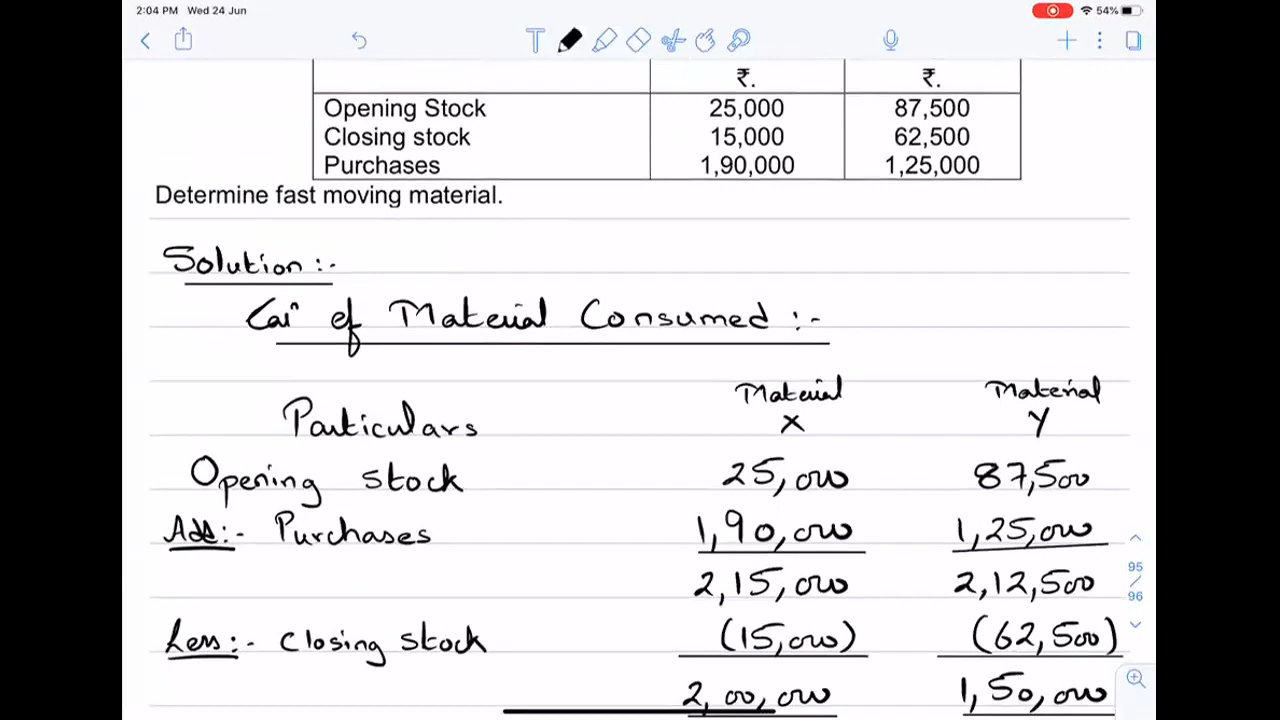 2:04 PM Wed 24 Jun 54%
₹. ₹.
Opening Stock 25,000 87,500
Closing stock 15,000 62,500
Purchases 1,90,000 1,25,000
Determine fast moving material.
Solution :-
of Material Consumed :-
Particulars Material X Material Y
Opening stock 25,000 87,500
Add:- Purchases 1,90,000 1,25,000
2,15,000 2,12,500
Less:- Closing stock (15,000) (62,500)
2,00,000 1,50,000
95
96